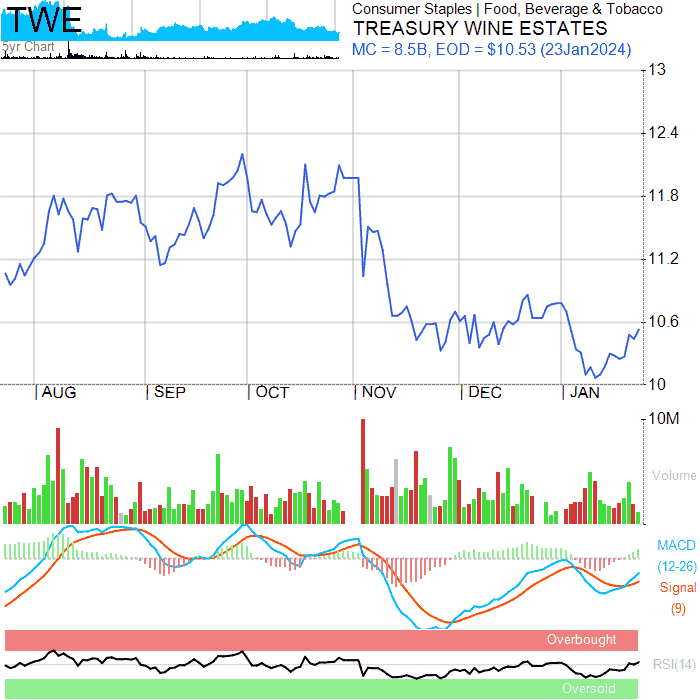 TWE
5yr Chart
Consumer Staples | Food, Beverage & Tobacco
TREASURY WINE ESTATES
MC = 8.5B, EOD = $10.53 (23Jan2024)
13
12.4
11.8
11.2
10.6
10
| AUG | SEP | OCT | NOV | DEC | JAN
10M
Volume
MACD
(12-26)
Signal
(9)
Overbought
RSI(14)
Oversold